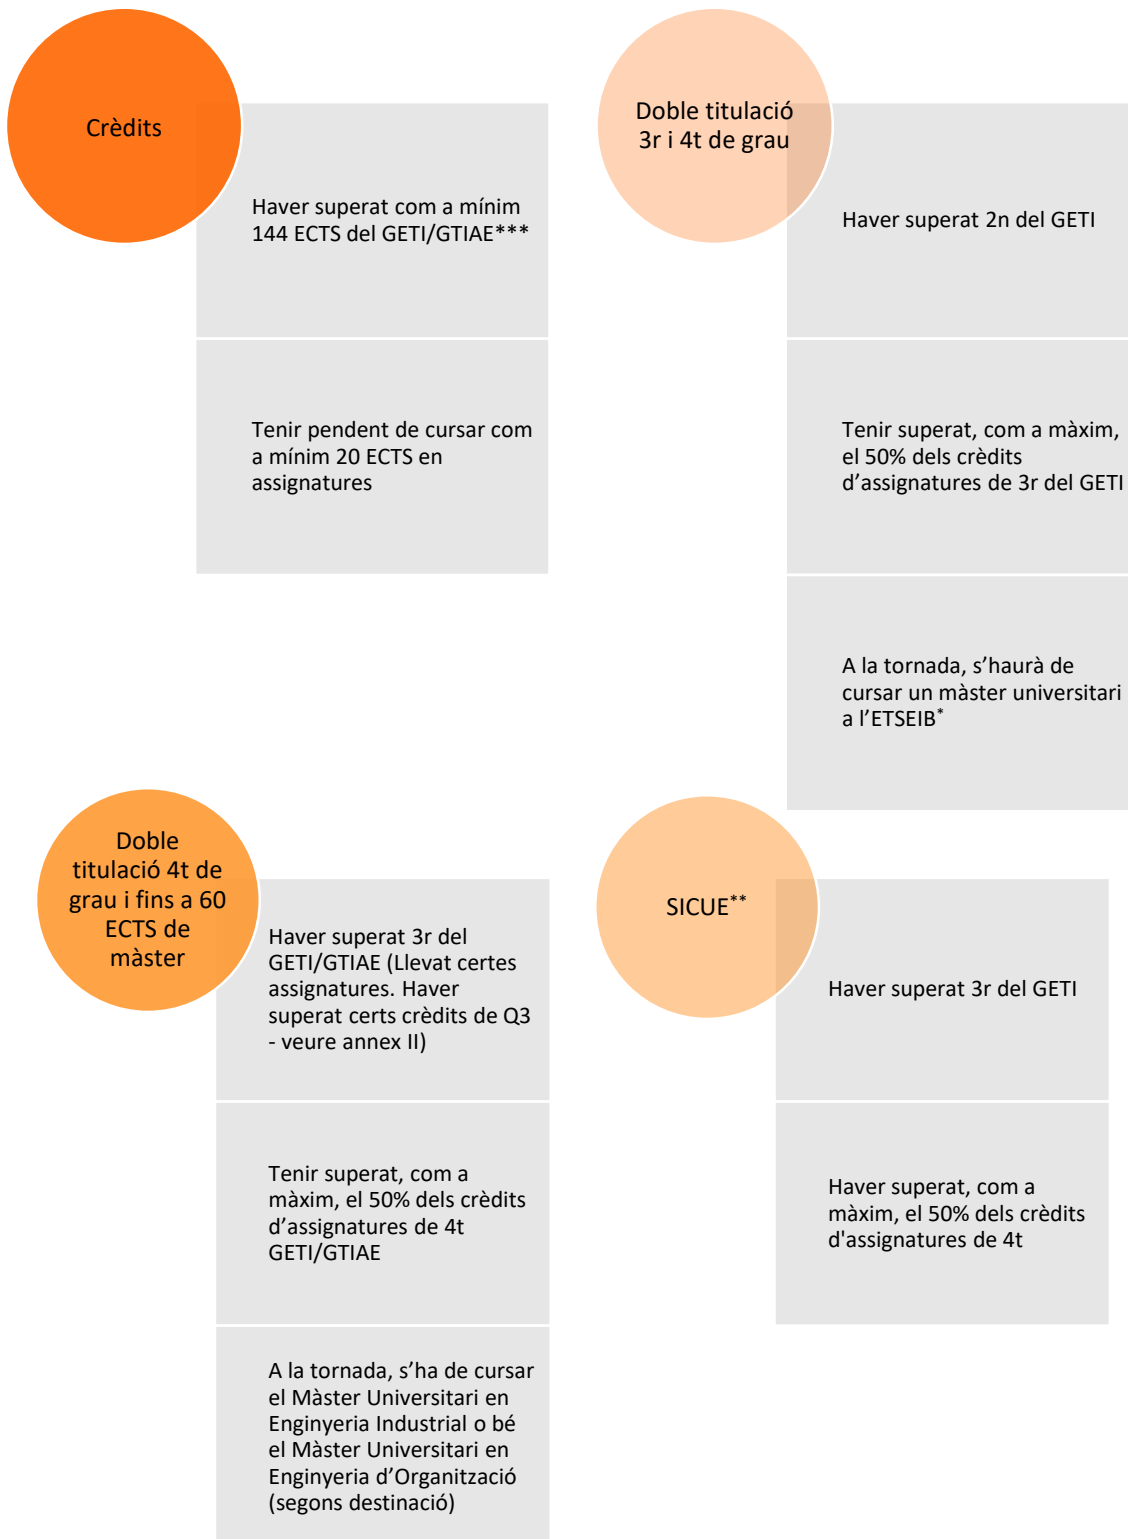 Crèdits
Haver superat com a mínim
144 ECTS del GETI/GTIAE***
Tenir pendent de cursar com
a mínim 20 ECTS en
assignatures
Doble titulació
3r i 4t de grau
Haver superat 2n del GETI
Tenir superat, com a màxim,
el 50% dels crèdits
d’assignatures de 3r del GETI
A la tornada, s’haurà de
cursar un màster universitari
a l’ETSEIB*
Doble
titulació 4t de
grau i fins a 60
ECTS de
màster
Haver superat 3r del
GETI/GTIAE (Llevat certes
assignatures. Haver
superat certs crèdits de Q3
- veure annex II)
Tenir superat, com a
màxim, el 50% dels crèdits
d’assignatures de 4t
GETI/GTIAE
A la tornada, s’ha de cursar
el Màster Universitari en
Enginyeria Industrial o bé
el Màster Universitari en
Enginyeria d’Organització
(segons destinació)
SICUE**
Haver superat 3r del GETI
Haver superat, com a
màxim, el 50% dels crèdits
d'assignatures de 4t